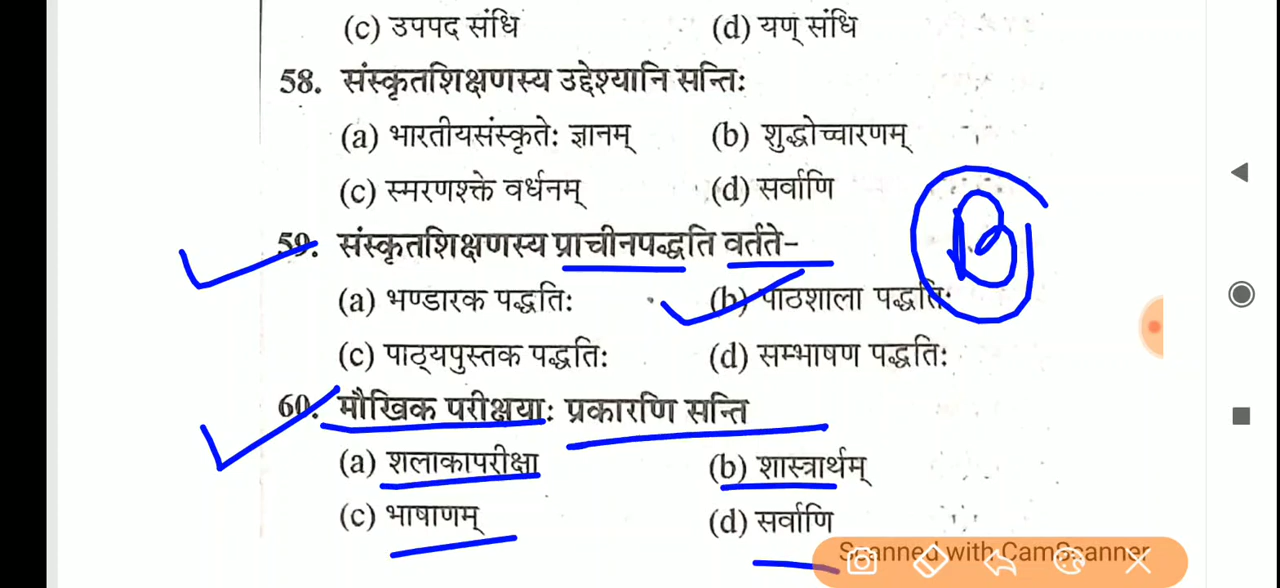 (c) उपपद संधि (d) यण् संधि
58. संस्कृतशिक्षणस्य उद्देश्यानि सन्तिः
(a) भारतीयसंस्कृतेः ज्ञानम् (b) शुद्धोच्चारणम्
(c) स्मरणश्क्ते वर्धनम् (d) सर्वाणि
B
59. संस्कृतशिक्षणस्य प्राचीनपद्धति वर्तते-
(a) भण्डारक पद्धतिः (b) पाठशाला पद्धतिः
(c) पाठ्यपुस्तक पद्धतिः (d) सम्भाषण पद्धतिः
60. मौखिक परीक्षयाः प्रकारणि सन्ति
(a) शलाकापरीक्षा (b) शास्त्रार्थम्
(c) भाषाणम् (d) सर्वाणि
Scanned with CamScanner